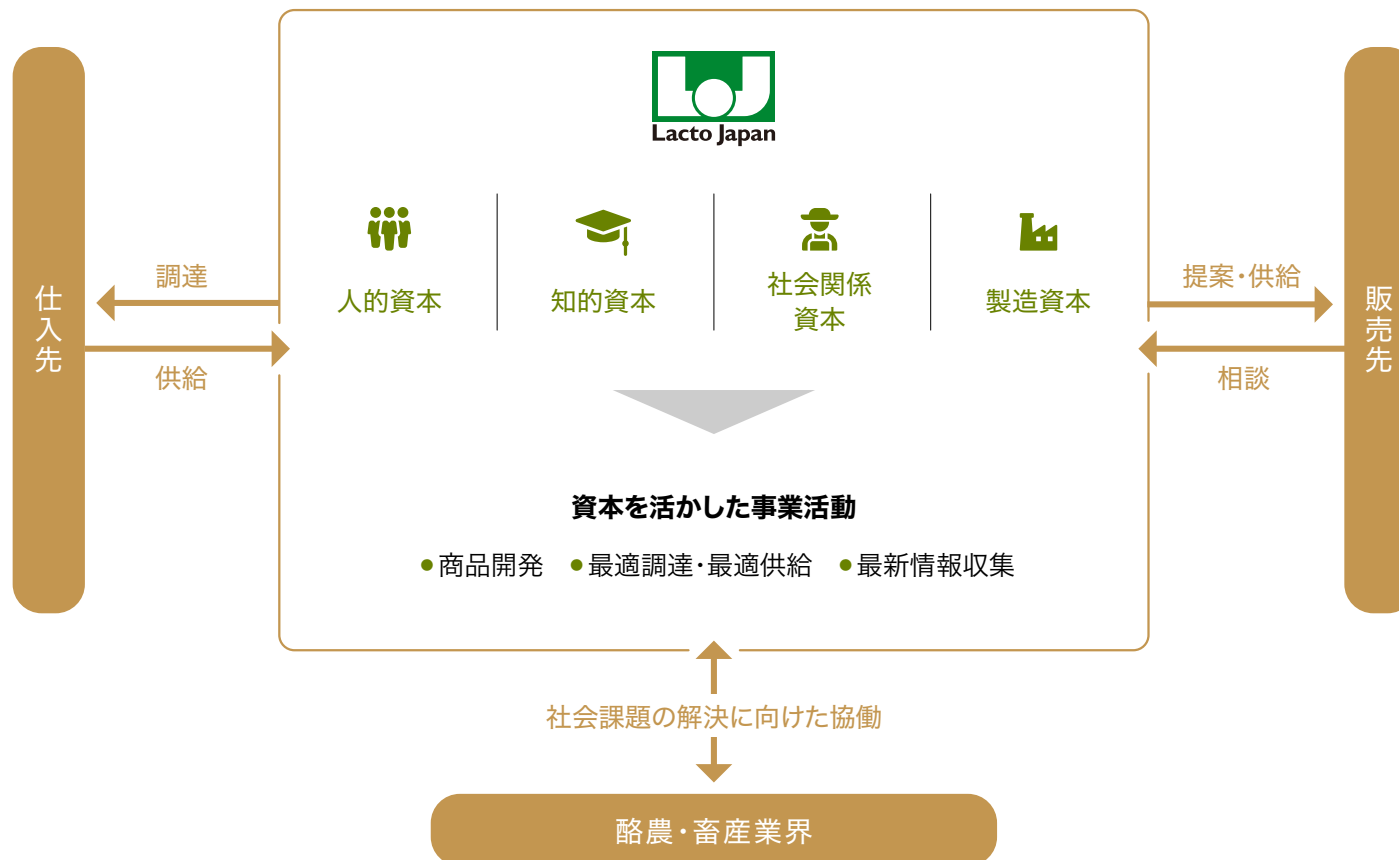 Lacto Japan
仕入先
調達
供給
人的資本
知的資本
社会関係
資本
製造資本
提案・供給
相談
販売先
資本を活かした事業活動
●商品開発 ●最適調達・最適供給 ●最新情報収集
社会課題の解決に向けた協働
酪農・畜産業界